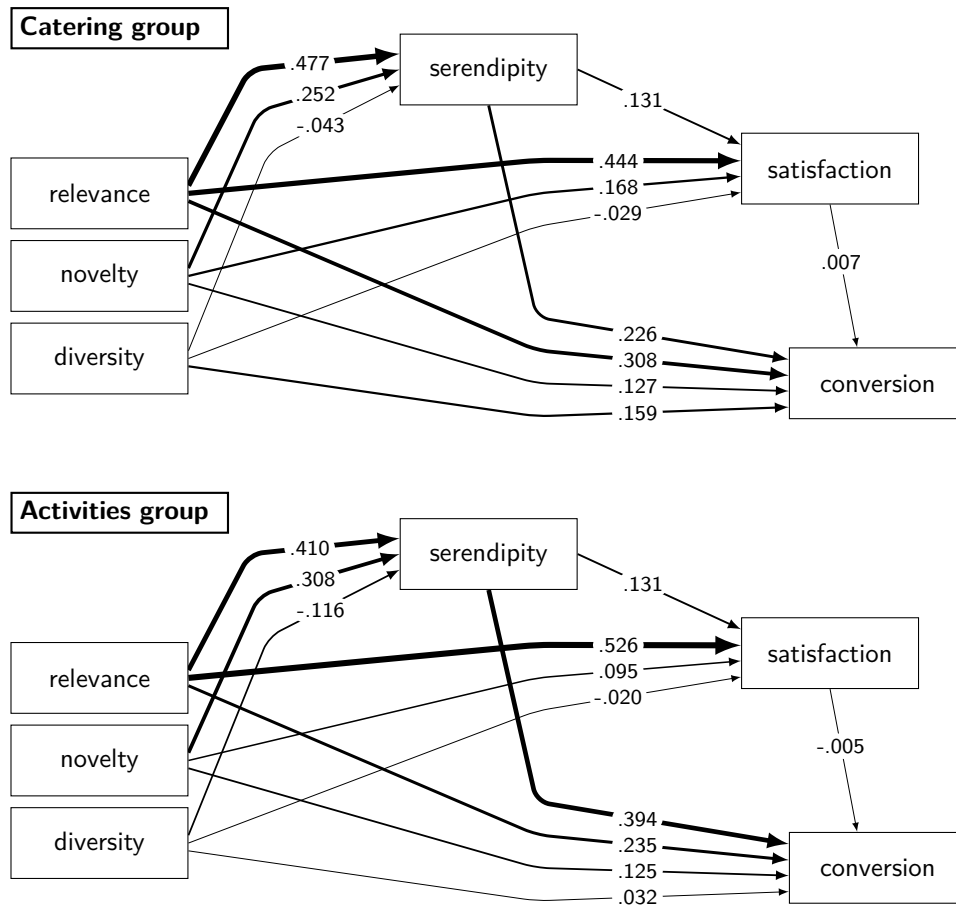 Catering group
serendipity
.477
.252
-.043
.131
relevance
novelty
diversity
.444
.168
-.029
satisfaction
.007
.226
.308
.127
.159
conversion
Activities group
serendipity
.410
.308
-.116
.131
relevance
novelty
diversity
.526
.095
-.020
satisfaction
-.005
.394
.235
.125
.032
conversion